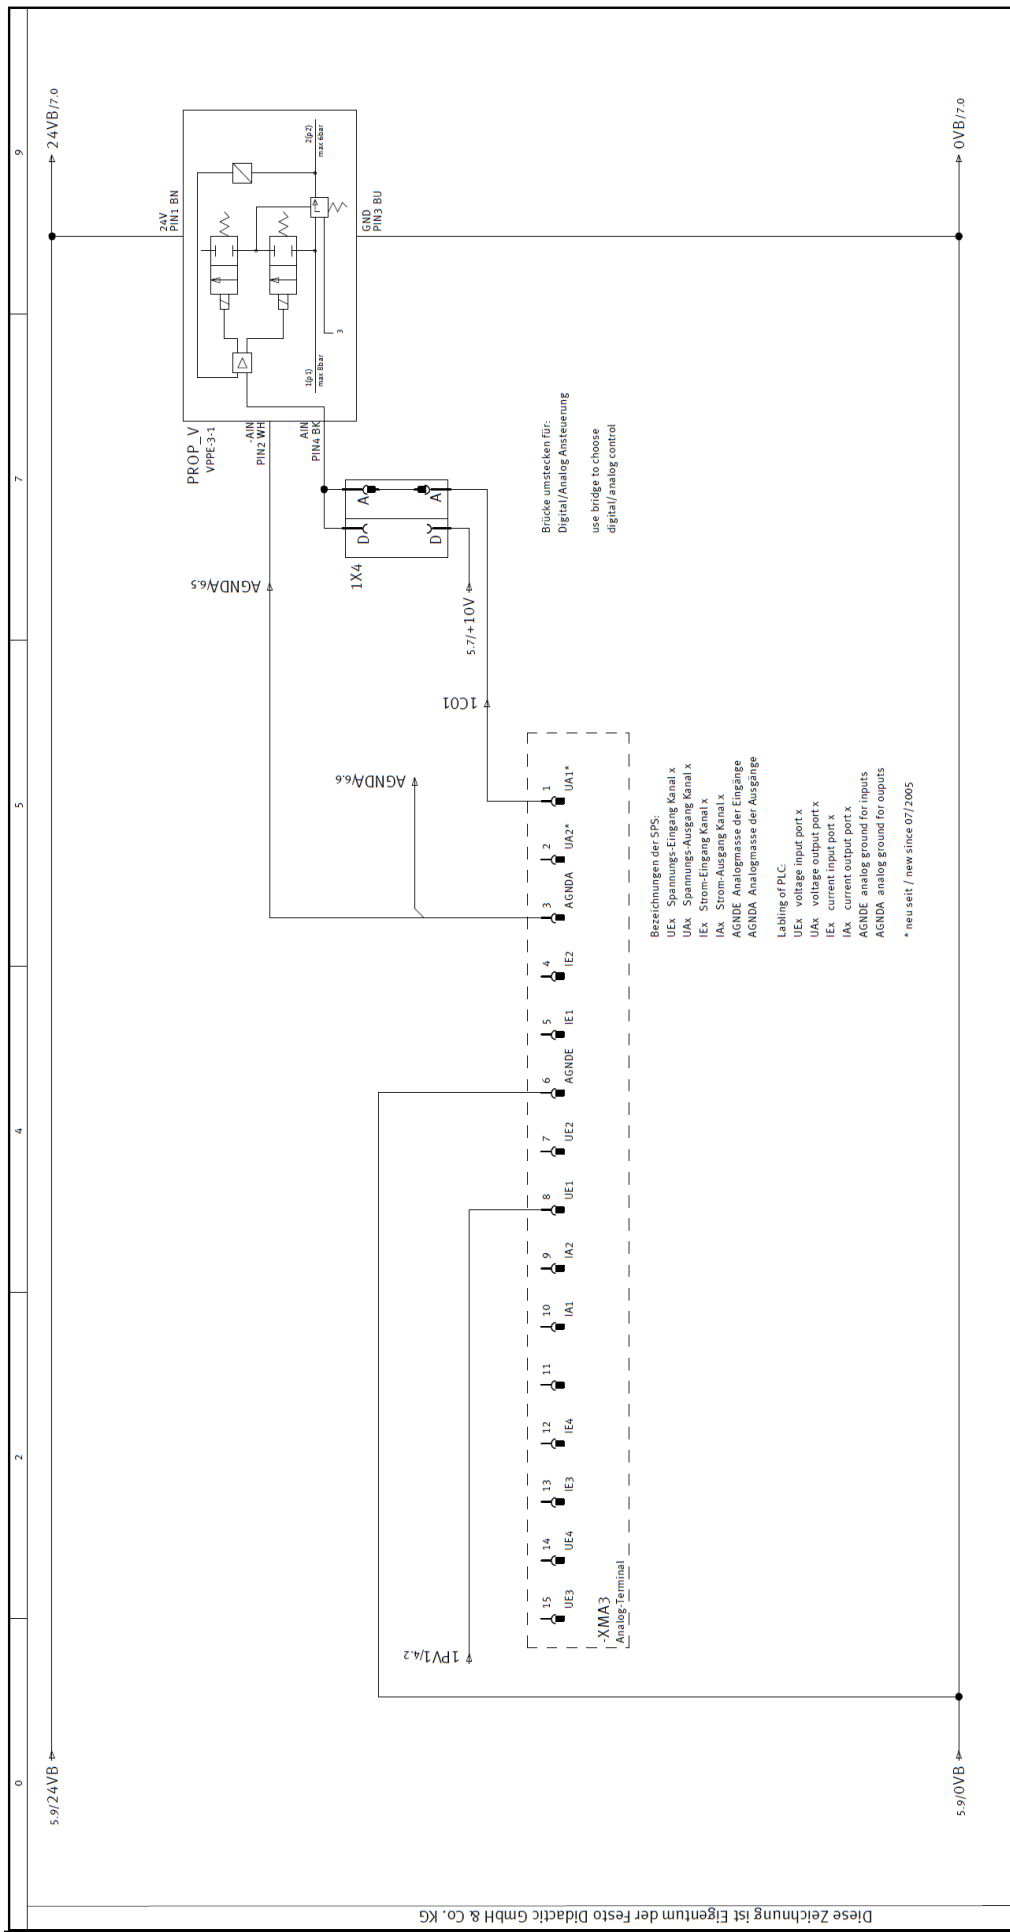 0
2
4
5
7
9
5.9/24VB
24VB/7.0
24V
PIN1 BN
GND
PIN3 BU
2(p2)
max 6bar
1(p1)
max 8bar
3
PROP_V
VPPE-3-1
-AIN
PIN2 WH
AIN
PIN4 BK
AGNDA/6.5
1X4
D
A
D
A
5.7/+10V
1C01
AGNDA/6.6
Brücke umstecken für:
Digital/Analog Ansteuerung
use bridge to choose
digital/analog control
1PV1/4.2
15
14
13
12
11
10
9
8
7
6
5
4
3
2
1
UE3
UE4
IE3
IE4
IA1
IA2
UE1
UE2
AGNDE
IE1
IE2
AGNDA
UA2*
UA1*
-XMA3
Analog-Terminal
Bezeichnungen der SPS:
UEx Spannungs-Eingang Kanal x
UAx Spannungs-Ausgang Kanal x
IEx Strom-Eingang Kanal x
IAx Strom-Ausgang Kanal x
AGNDE Analogmasse der Eingänge
AGNDA Analogmasse der Ausgänge
Labling of PLC:
UEx voltage input port x
UAx voltage output port x
IEx current input port x
IAx current output port x
AGNDE analog ground for inputs
AGNDA analog ground for ouputs
* neu seit / new since 07/2005
5.9/0VB
0VB/7.0
Diese Zeichnung ist Eigentum der Festo Didactic GmbH & Co. KG